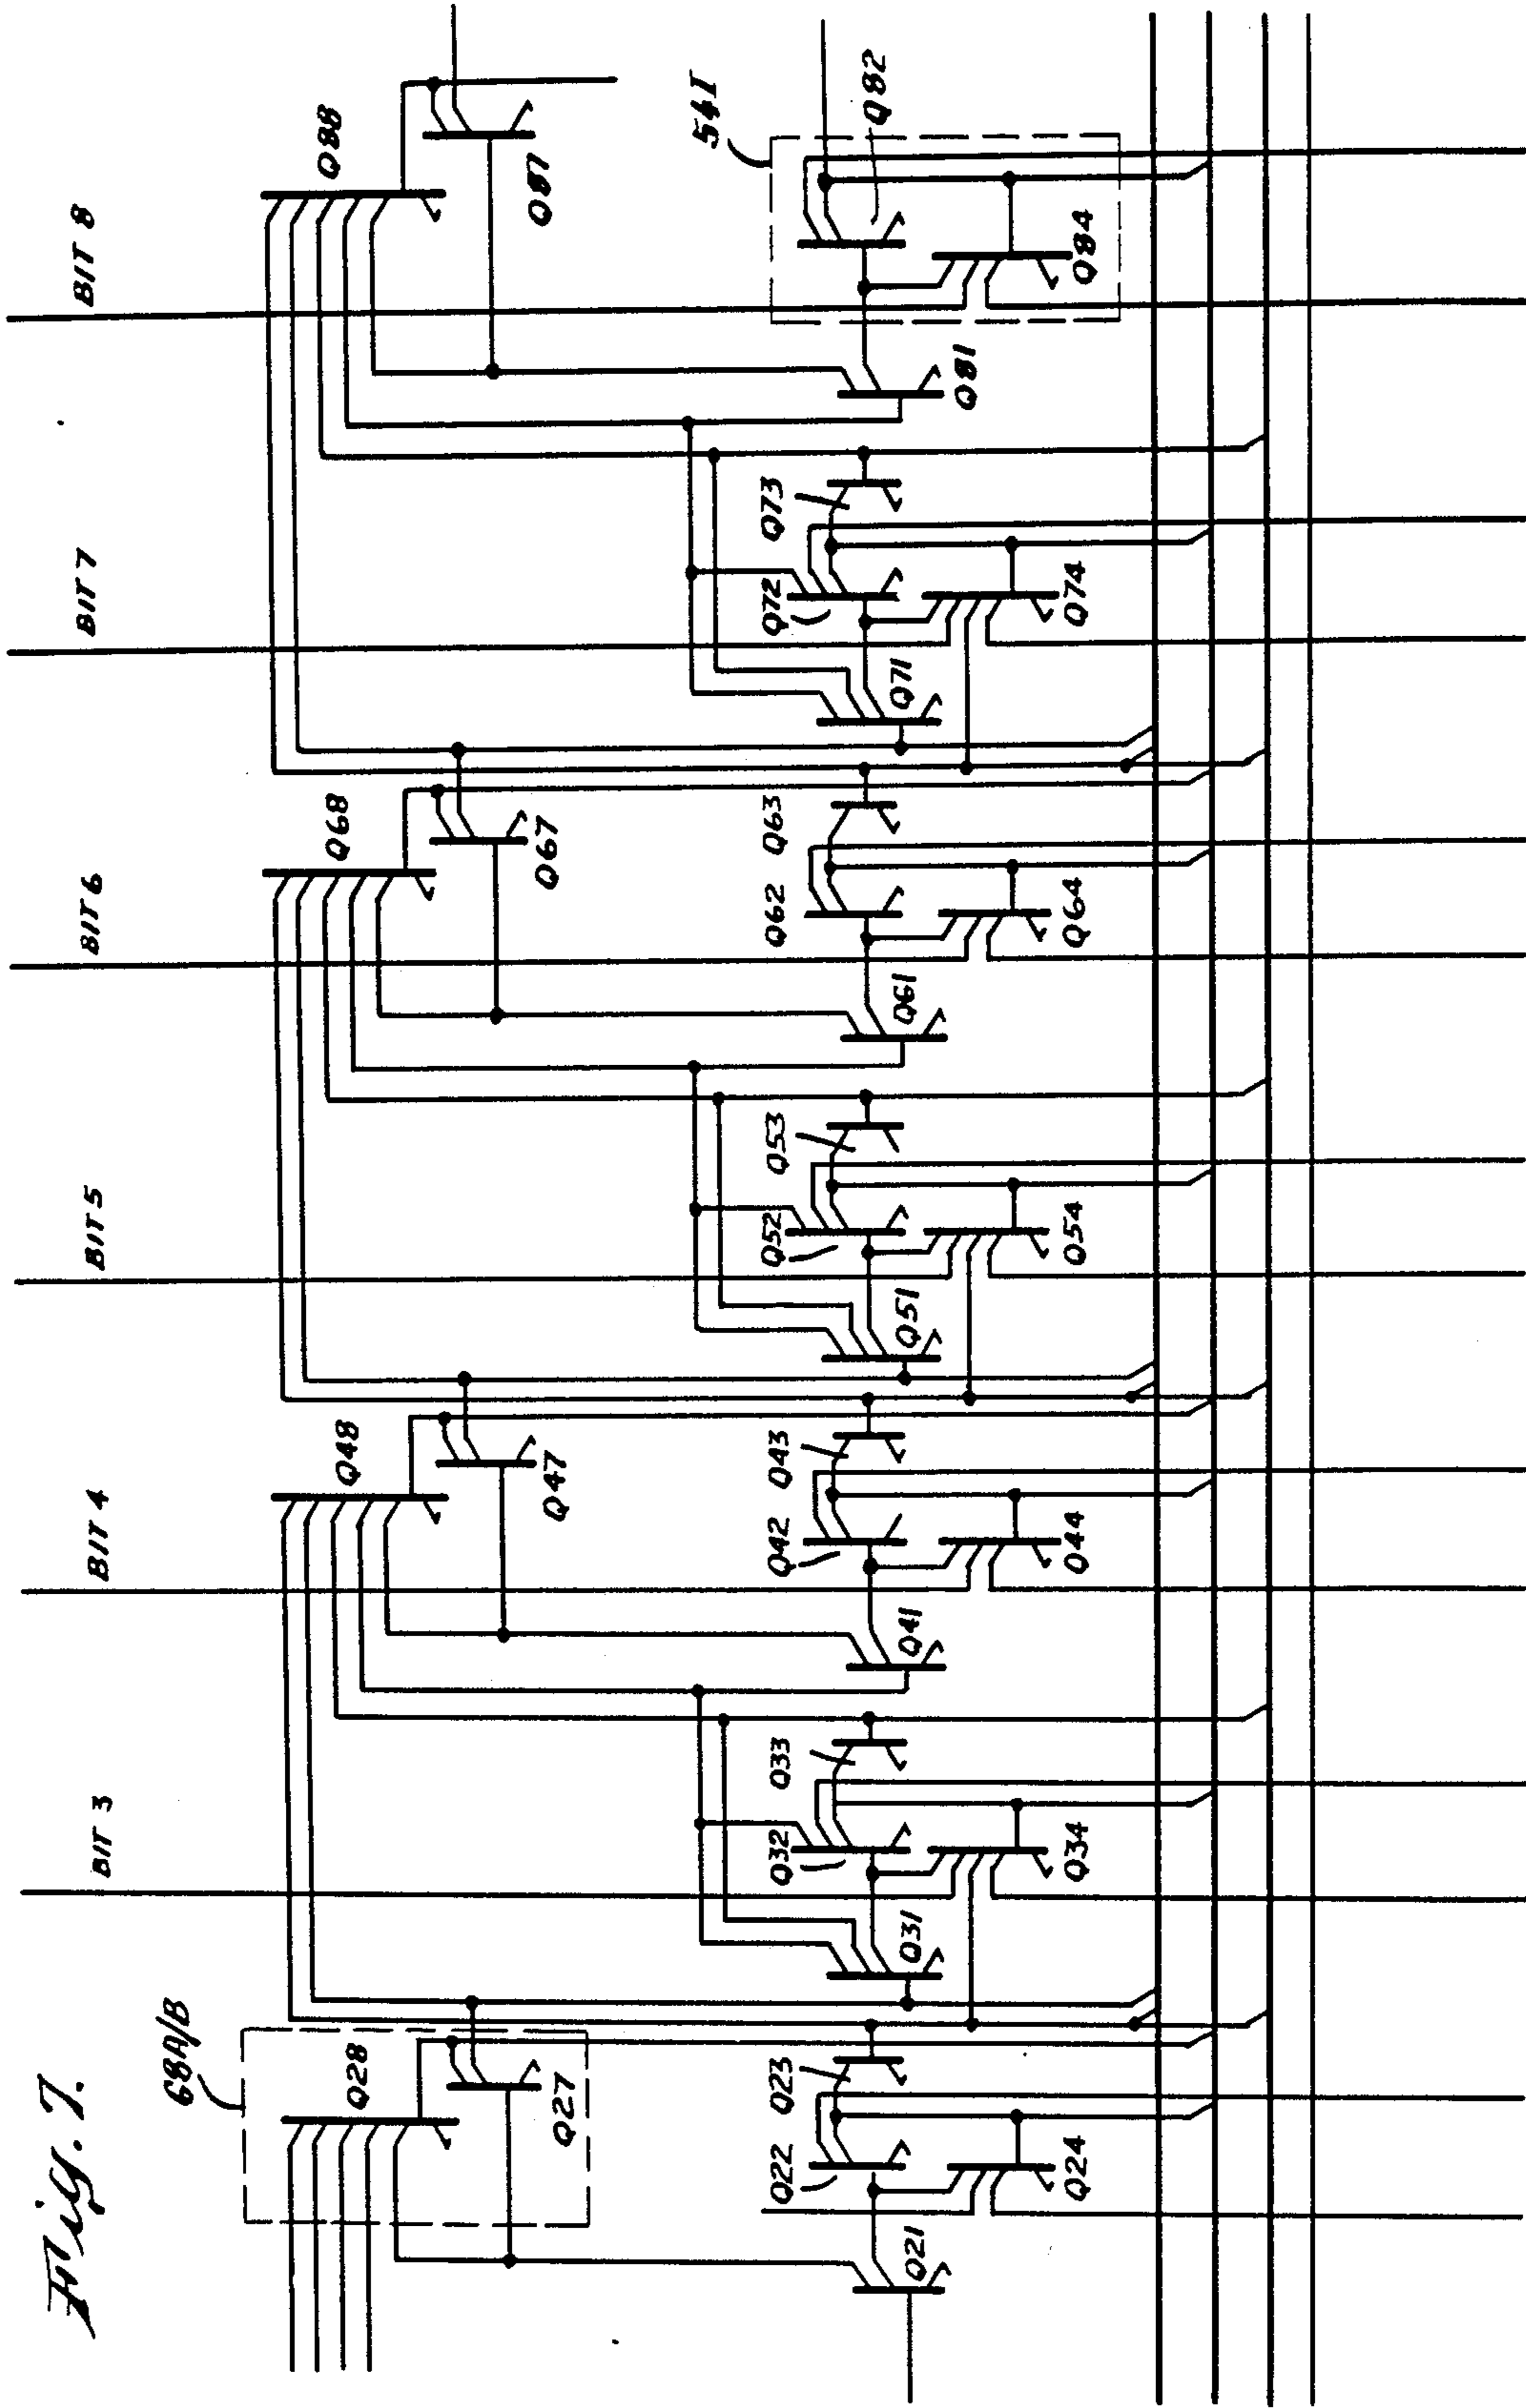 Fig. 7.
68A/B
BIT 3
BIT 4
BIT 5
BIT 6
BIT 7
BIT 8
Q28
Q27
Q48
Q47
Q68
Q67
Q88
Q87
541
Q21
Q22
Q23
Q24
Q31
Q32
Q33
Q34
Q41
Q42
Q43
Q44
Q51
Q52
Q53
Q54
Q61
Q62
Q63
Q64
Q71
Q72
Q73
Q74
Q81
Q82
Q84